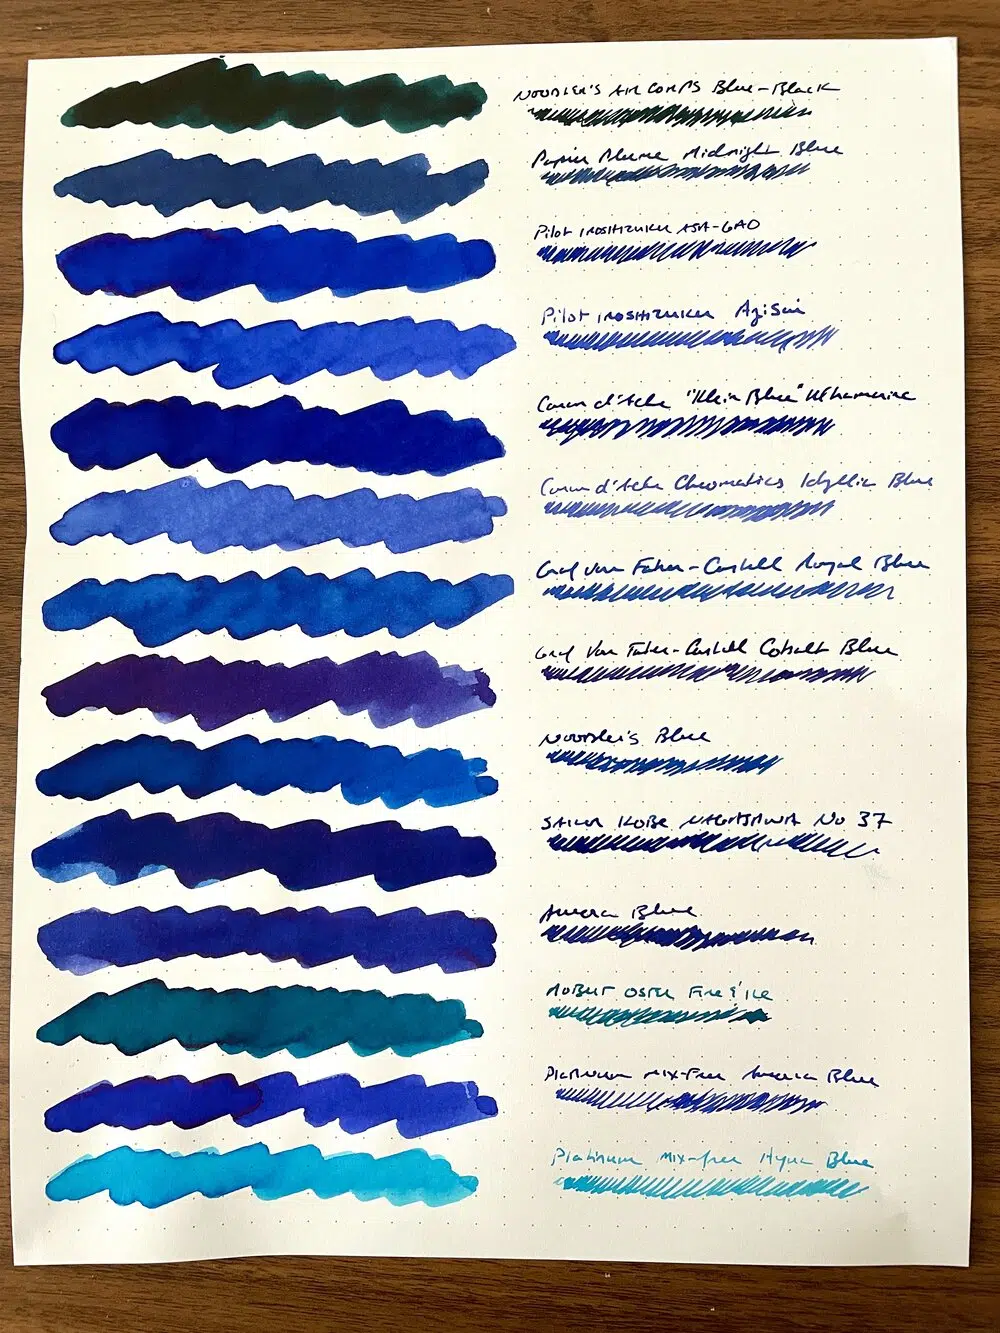 NOODLER'S AIR CORPS Blue-Black
Papier Plume Midnight Blue
Pilot IROSHIZUKU ASA-GAO
Pilot IROSHIZUKU Ajisai
Caran d'Ache "Klein Blue" Ultramarine
Caran d'Ache Chromatics Idyllic Blue
Graf von Faber-Castell Royal Blue
Graf Von Faber-Castell Cobalt Blue
Noodler's Blue
SAILOR KOBE NAGASAWA No 37
Aurora Blue
ROBERT OSTER Fire & Ice
Platinum MIX-Free Aurora Blue
Platinum Mix-free Aqua Blue